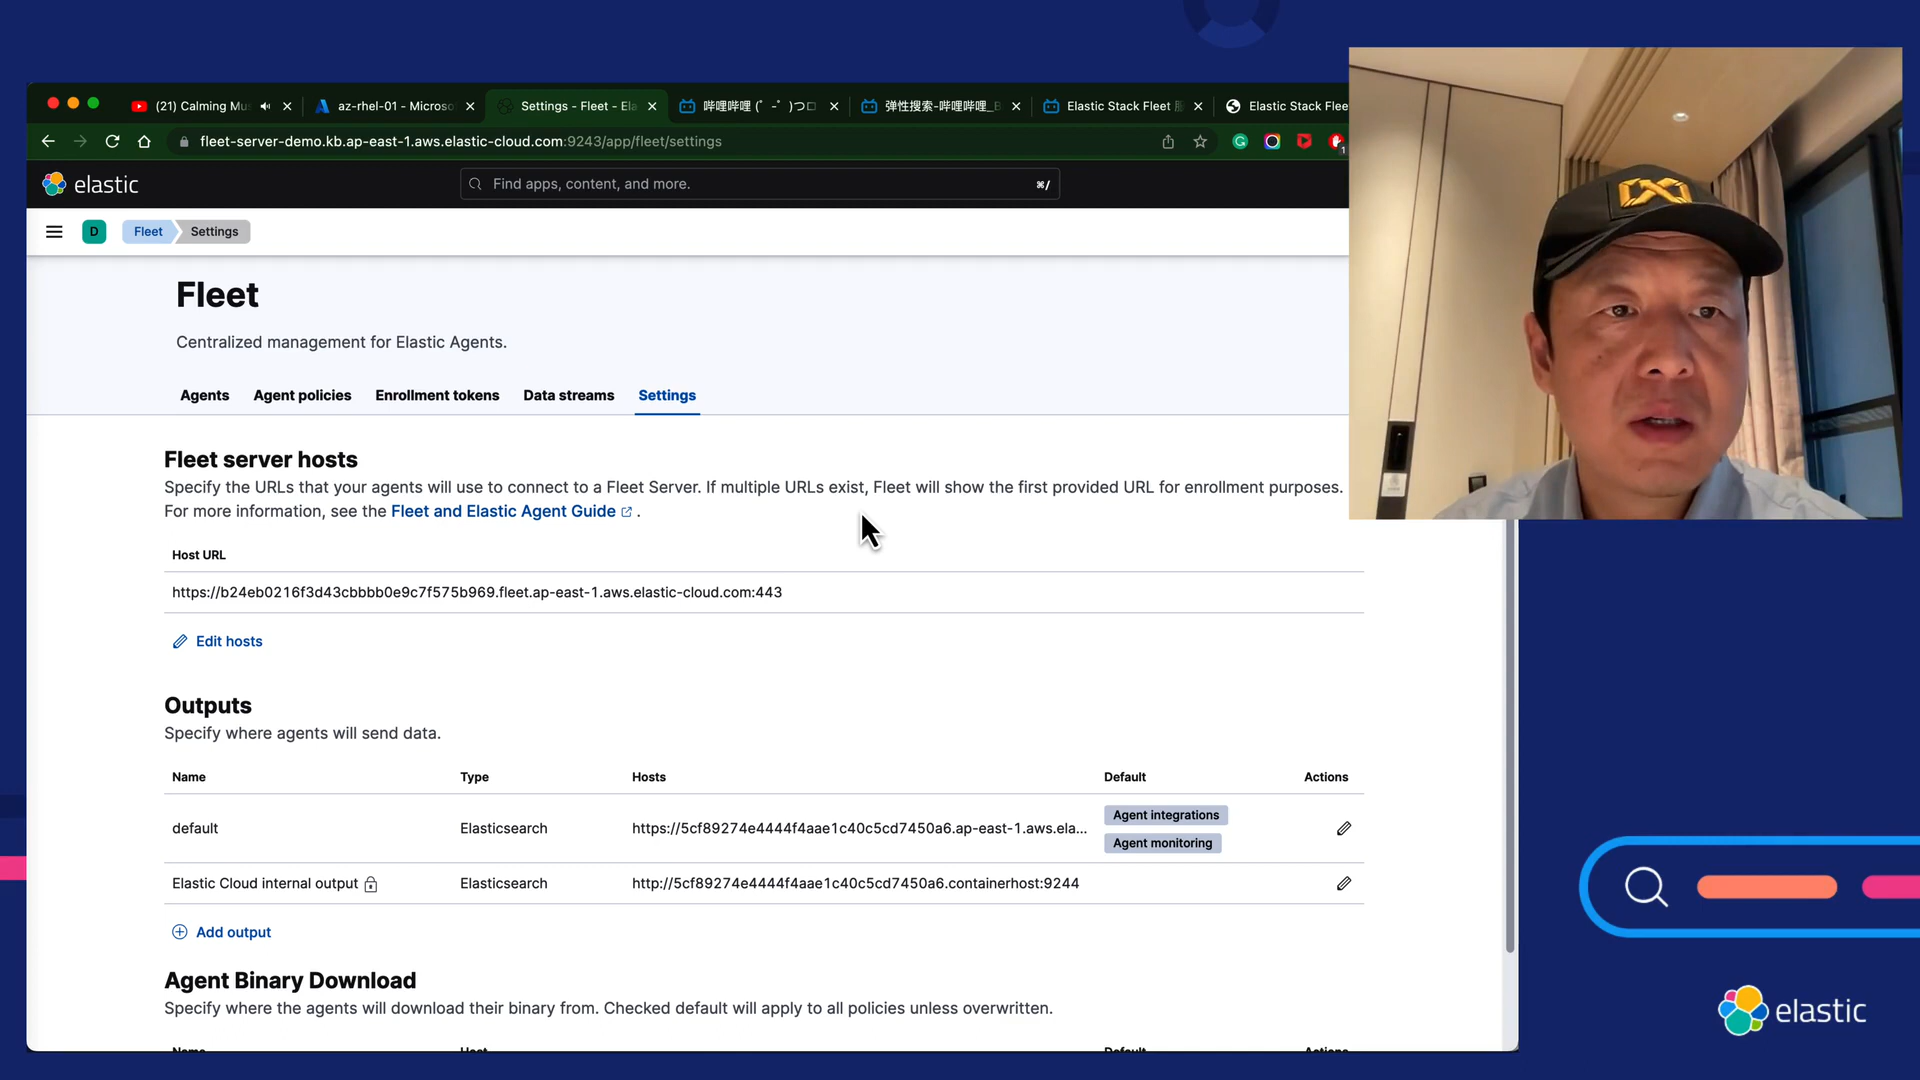 (21) Calming Mu
az-rhel-01 - Microso
Settings - Fleet - Ela
哔哩哔哩 (゜-゜)つロ
弹性搜索-哔哩哔哩_B
Elastic Stack Fleet
Elastic Stack Flee
fleet-server-demo.kb.ap-east-1.aws.elastic-cloud.com:9243/app/fleet/settings
elastic
Find apps, content, and more.
⌘/
D
Fleet
Settings
Fleet
Centralized management for Elastic Agents.
Agents
Agent policies
Enrollment tokens
Data streams
Settings
Fleet server hosts
Specify the URLs that your agents will use to connect to a Fleet Server. If multiple URLs exist, Fleet will show the first provided URL for enrollment purposes.
For more information, see the Fleet and Elastic Agent Guide .
Host URL
https://b24eb0216f3d43cbbbb0e9c7f575b969.fleet.ap-east-1.aws.elastic-cloud.com:443
Edit hosts
Outputs
Specify where agents will send data.
Name Type Hosts Default Actions
default Elasticsearch https://5cf89274e4444f4aae1c40c5cd7450a6.ap-east-1.aws.ela... Agent integrations
Agent monitoring
Elastic Cloud internal output Elasticsearch http://5cf89274e4444f4aae1c40c5cd7450a6.containerhost:9244
Add output
Agent Binary Download
Specify where the agents will download their binary from. Checked default will apply to all policies unless overwritten.
Name Host Default Actions
elastic